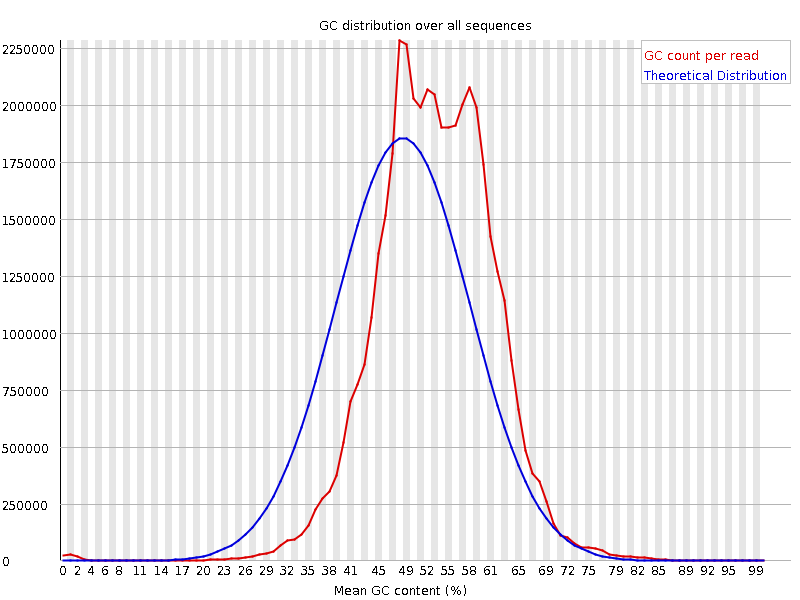 GC distribution over all sequences
GC count per read
Theoretical Distribution
2250000
2000000
1750000
1500000
1250000
1000000
750000
500000
250000
0
0 2 4 6 8 11 14 17 20 23 26 29 32 35 38 41 45 49 52 55 58 61 65 69 72 75 79 82 85 89 92 95 99
Mean GC content (%)